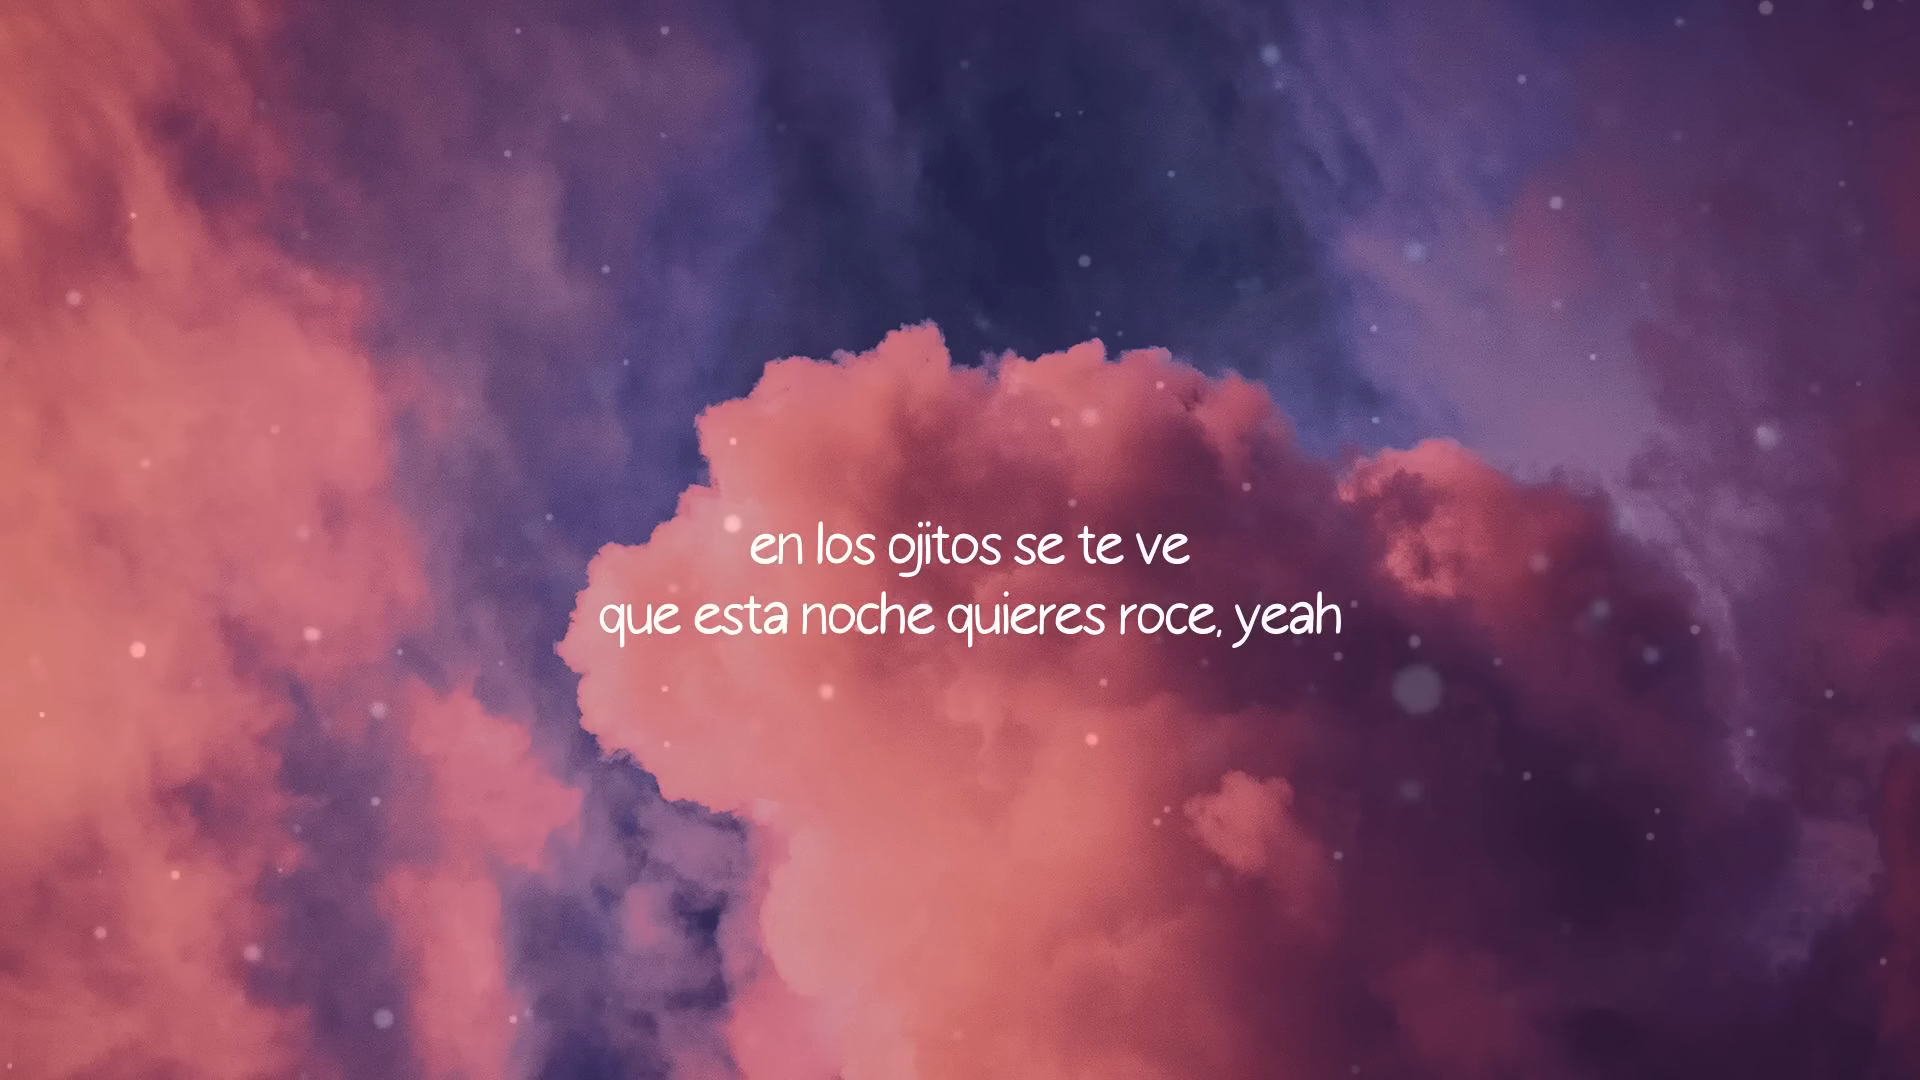 en los ojitos se te ve
que esta noche quieres roce, yeah